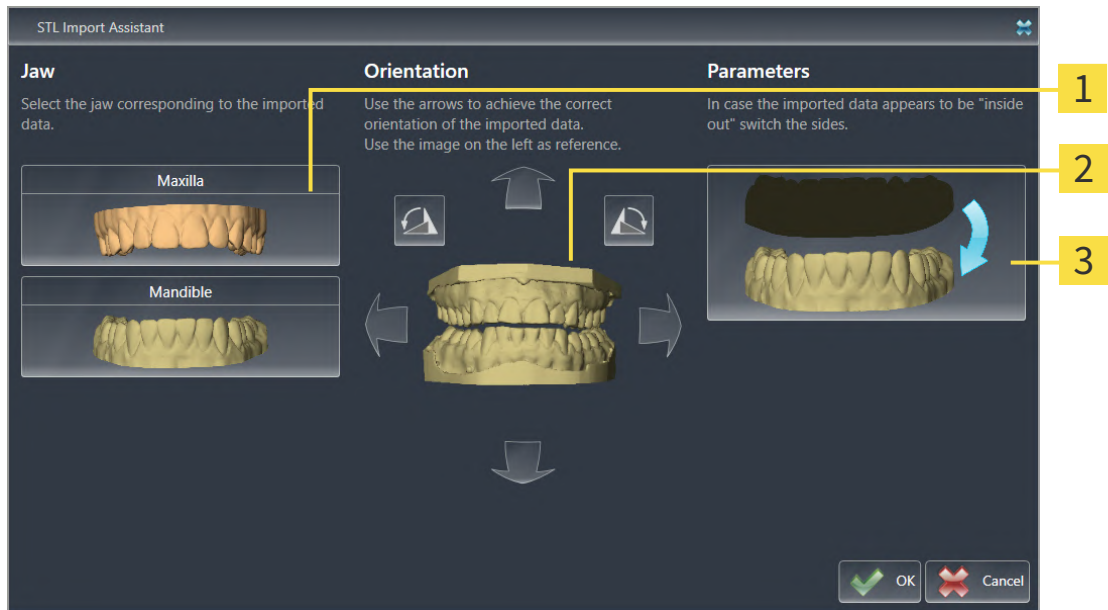 STL Import Assistant
Jaw
Select the jaw corresponding to the imported
data.
Maxilla
Mandible
Orientation
Use the arrows to achieve the correct
orientation of the imported data.
Use the image on the left as reference.
Parameters
In case the imported data appears to be "inside
out" switch the sides.
1
2
3
OK
Cancel